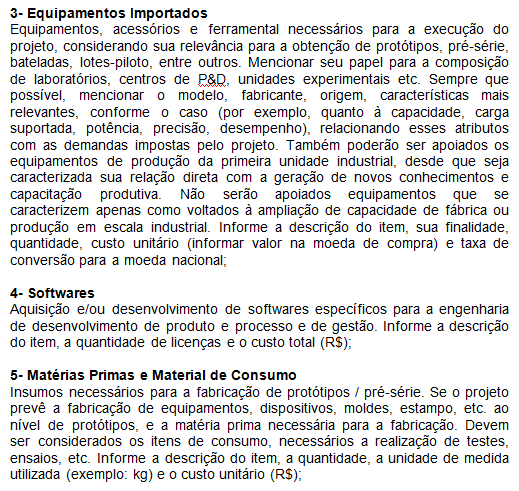 3- Equipamentos Importados
Equipamentos, acessórios e ferramental necessários para a execução do
projeto, considerando sua relevância para a obtenção de protótipos, pré-série,
bateladas, lotes-piloto, entre outros. Mencionar seu papel para a composição
de laboratórios, centros de P&D, unidades experimentais etc. Sempre que
possível, mencionar o modelo, fabricante, origem, características mais
relevantes, conforme o caso (por exemplo, quanto à capacidade, carga
suportada, potência, precisão, desempenho), relacionando esses atributos
com as demandas impostas pelo projeto. Também poderão ser apoiados os
equipamentos de produção da primeira unidade industrial, desde que seja
caracterizada sua relação direta com a geração de novos conhecimentos e
capacitação produtiva. Não serão apoiados equipamentos que se
caracterizem apenas como voltados à ampliação de capacidade de fábrica ou
produção em escala industrial. Informe a descrição do item, sua finalidade,
quantidade, custo unitário (informar valor na moeda de compra) e taxa de
conversão para a moeda nacional;
4- Softwares
Aquisição e/ou desenvolvimento de softwares específicos para a engenharia
de desenvolvimento de produto e processo e de gestão. Informe a descrição
do item, a quantidade de licenças e o custo total (R$);
5- Matérias Primas e Material de Consumo
Insumos necessários para a fabricação de protótipos / pré-série. Se o projeto
prevê a fabricação de equipamentos, dispositivos, moldes, estampo, etc. ao
nível de protótipos, e a matéria prima necessária para a fabricação. Devem
ser considerados os itens de consumo, necessários a realização de testes,
ensaios, etc. Informe a descrição do item, a quantidade, a unidade de medida
utilizada (exemplo: kg) e o custo unitário (R$);